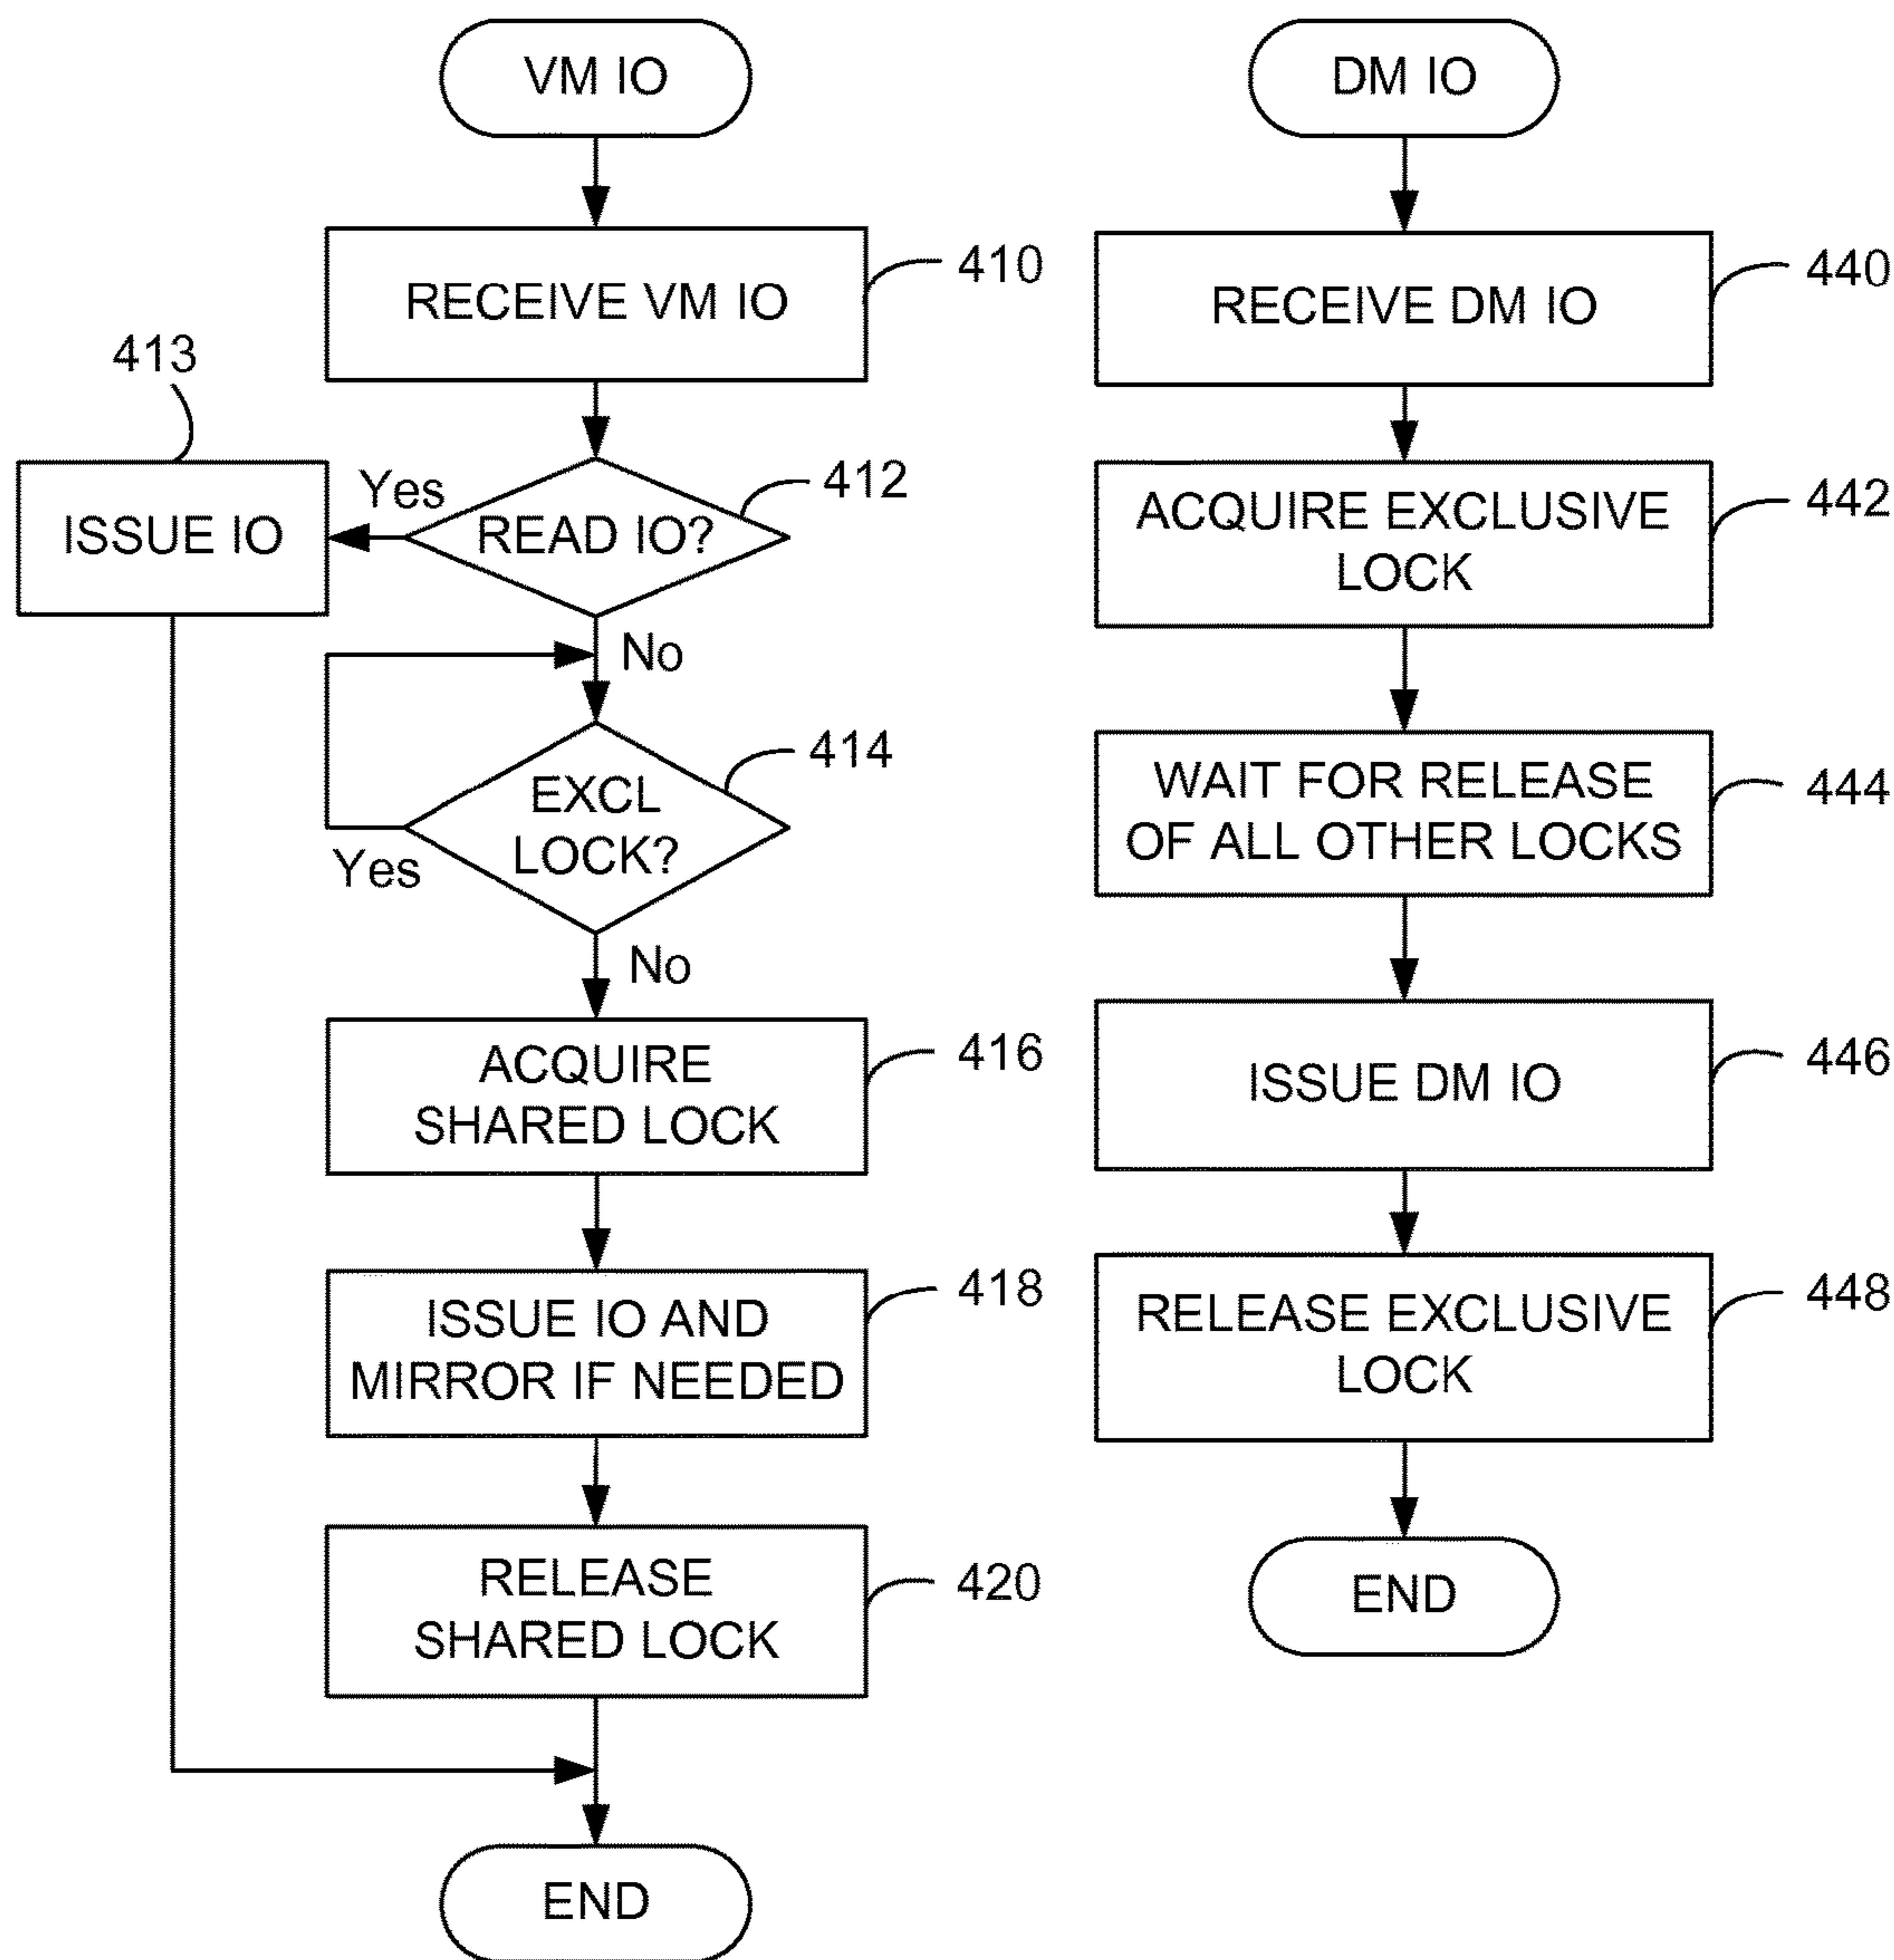 VM IO
RECEIVE VM IO
410
413
ISSUE IO
Yes
READ IO?
412
No
EXCL
LOCK?
414
Yes
No
ACQUIRE
SHARED LOCK
416
ISSUE IO AND
MIRROR IF NEEDED
418
RELEASE
SHARED LOCK
420
END
DM IO
RECEIVE DM IO
440
ACQUIRE EXCLUSIVE
LOCK
442
WAIT FOR RELEASE
OF ALL OTHER LOCKS
444
ISSUE DM IO
446
RELEASE EXCLUSIVE
LOCK
448
END